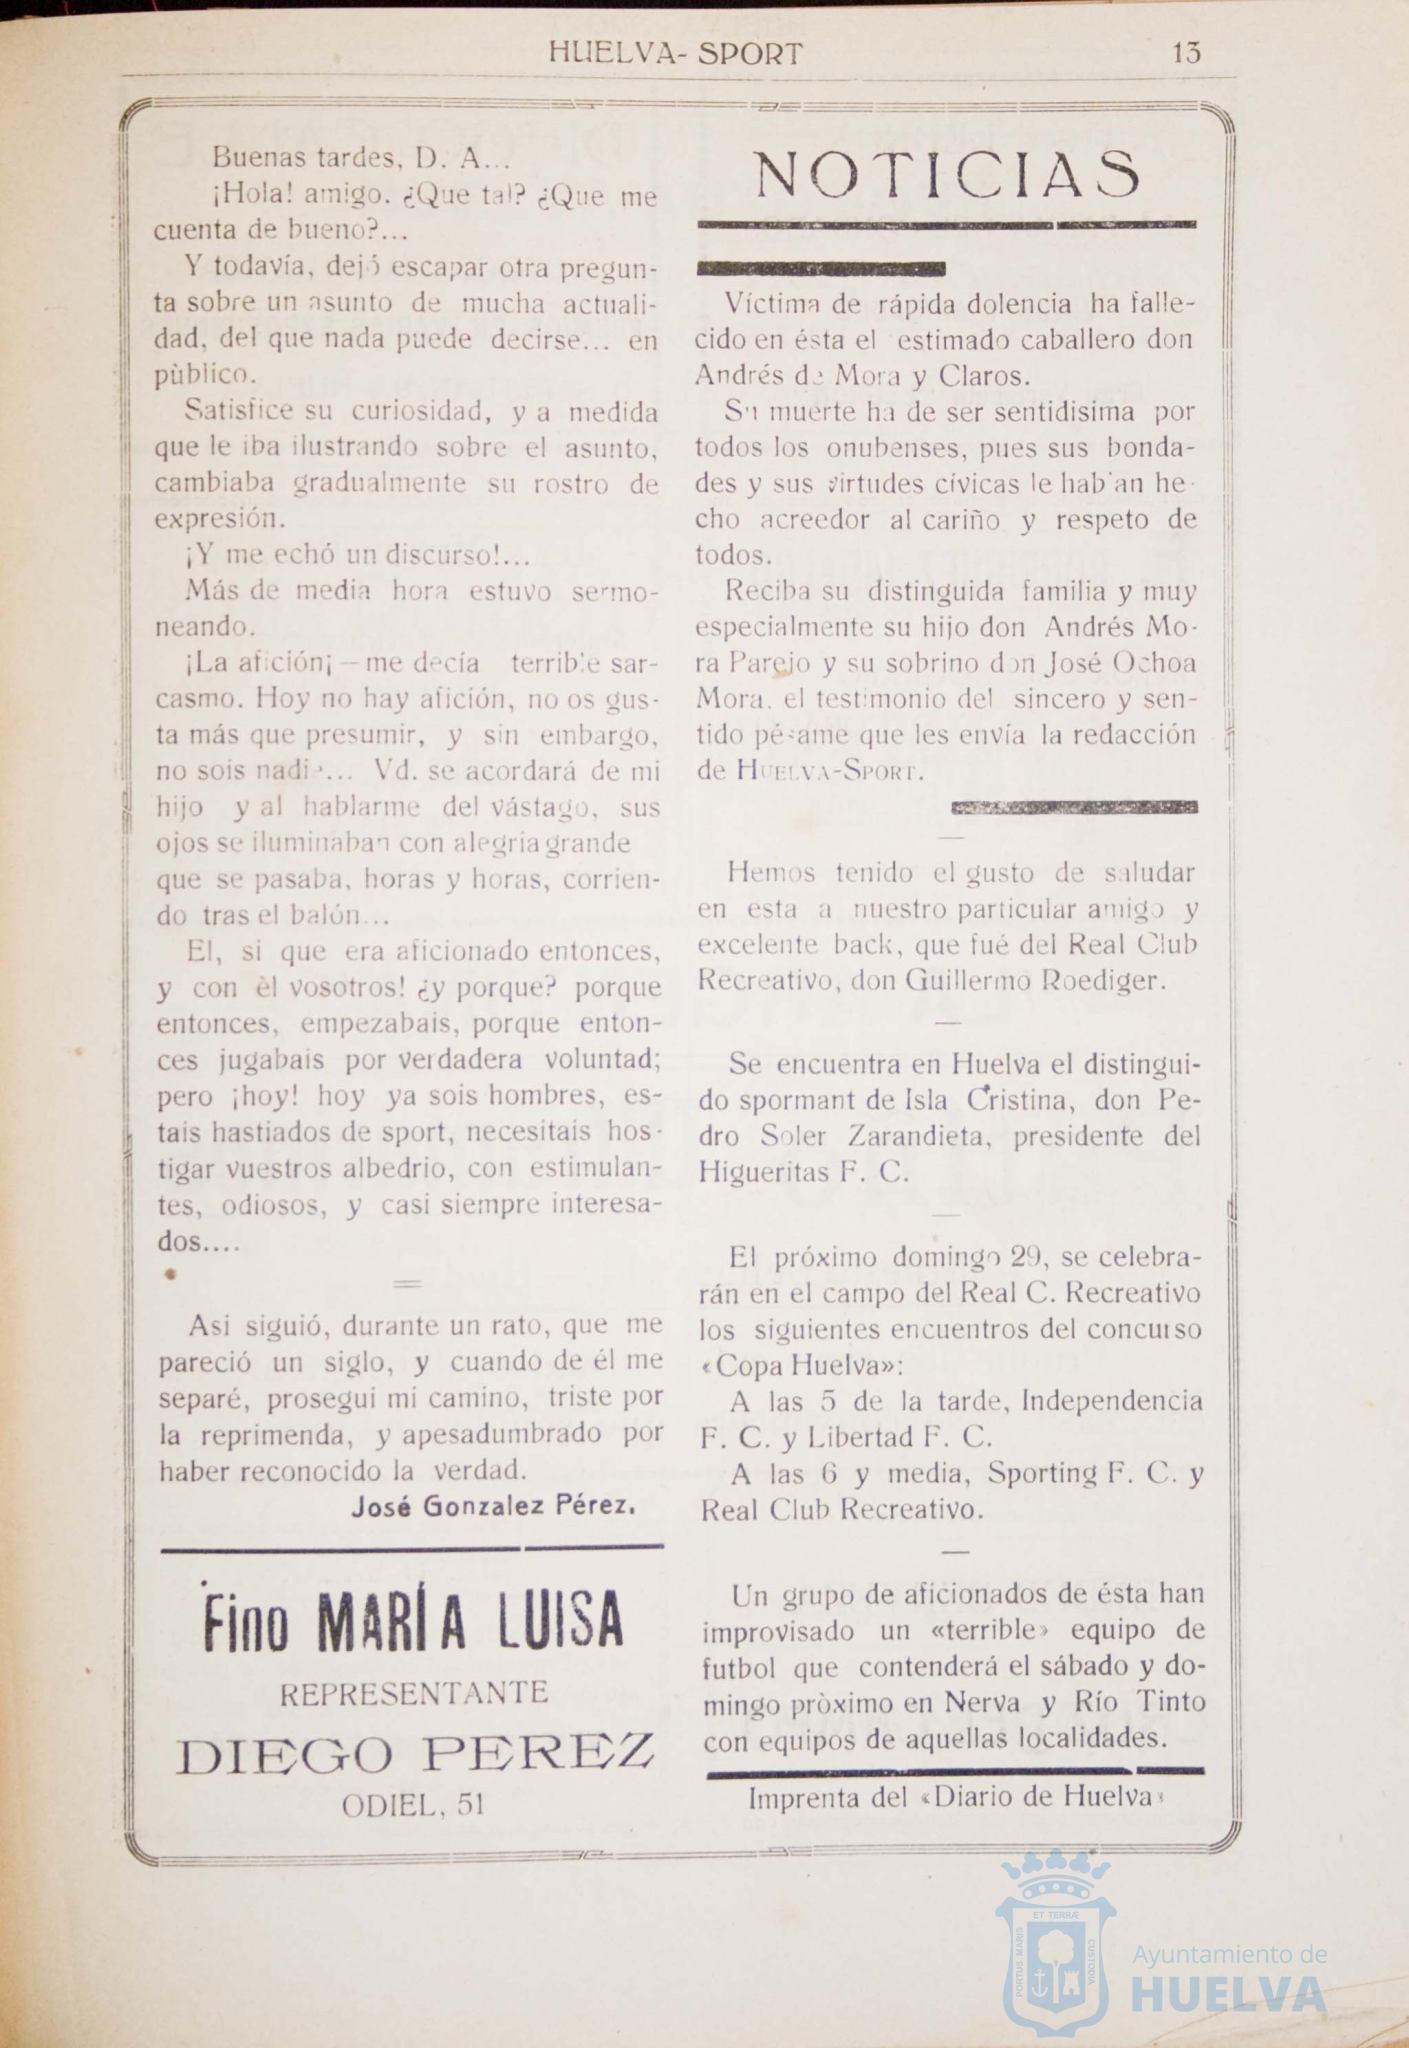 HUELVA-SPORT 13
Buenas tardes, D. A...
¡Hola! amigo. ¿Que tal? ¿Que me
cuenta de bueno?...
Y todavía, dejó escapar otra pregun-
ta sobre un asunto de mucha actuali-
dad, del que nada puede decirse... en
pùblico.
Satisfice su curiosidad, y a medida
que le iba ilustrando sobre el asunto,
cambiaba gradualmente su rostro de
expresión.
¡Y me echó un discurso!...
Más de media hora estuvo sermo-
neando.
¡La afición¡—me decía terrible sar-
casmo. Hoy no hay afición, no os gus-
ta más que presumir, y sin embargo,
no sois nadie... Vd. se acordará de mi
hijo y al hablarme del vástago, sus
ojos se iluminaban con alegria grande
que se pasaba, horas y horas, corrien-
do tras el balón...
El, si que era aficionado entonces,
y con èl vosotros! ¿y porque? porque
entonces, empezabais, porque enton-
ces jugabais por verdadera voluntad;
pero ¡hoy! hoy ya sois hombres, es-
tais hastiados de sport, necesitais hos-
tigar vuestros albedrio, con estimulan-
tes, odiosos, y casi siempre interesa-
dos....
Asi siguió, durante un rato, que me
pareció un siglo, y cuando de él me
separé, prosegui mi camino, triste por
la reprimenda, y apesadumbrado por
haber reconocido la verdad.
José Gonzalez Pérez.
Fino MARÍA LUISA
REPRESENTANTE
DIEGO PEREZ
ODIEL, 51
NOTICIAS
Víctima de rápida dolencia ha falle-
cido en ésta el estimado caballero don
Andrés de Mora y Claros.
Su muerte ha de ser sentidisima por
todos los onubenses, pues sus bonda-
des y sus virtudes cívicas le habían he-
cho acreedor al cariño y respeto de
todos.
Reciba su distinguida familia y muy
especialmente su hijo don Andrés Mo-
ra Parejo y su sobrino don José Ochoa
Mora, el testimonio del sincero y sen-
tido pésame que les envía la redacción
de HUELVA-SPORT.
Hemos tenido el gusto de saludar
en esta a nuestro particular amigo y
excelente back, que fué del Real Club
Recreativo, don Guillermo Roediger.
Se encuentra en Huelva el distingui-
do spormant de Isla Cristina, don Pe-
dro Soler Zarandieta, presidente del
Higueritas F. C.
El próximo domingo 29, se celebra-
rán en el campo del Real C. Recreativo
los siguientes encuentros del concurso
«Copa Huelva»:
A las 5 de la tarde, Independencia
F. C. y Libertad F. C.
A las 6 y media, Sporting F. C. y
Real Club Recreativo.
Un grupo de aficionados de ésta han
improvisado un «terrible» equipo de
futbol que contenderá el sábado y do-
mingo pròximo en Nerva y Río Tinto
con equipos de aquellas localidades.
Imprenta del «Diario de Huelva»
PORTUS MARIS ET TERRÆ CUSTODIA
Ayuntamiento de
HUELVA